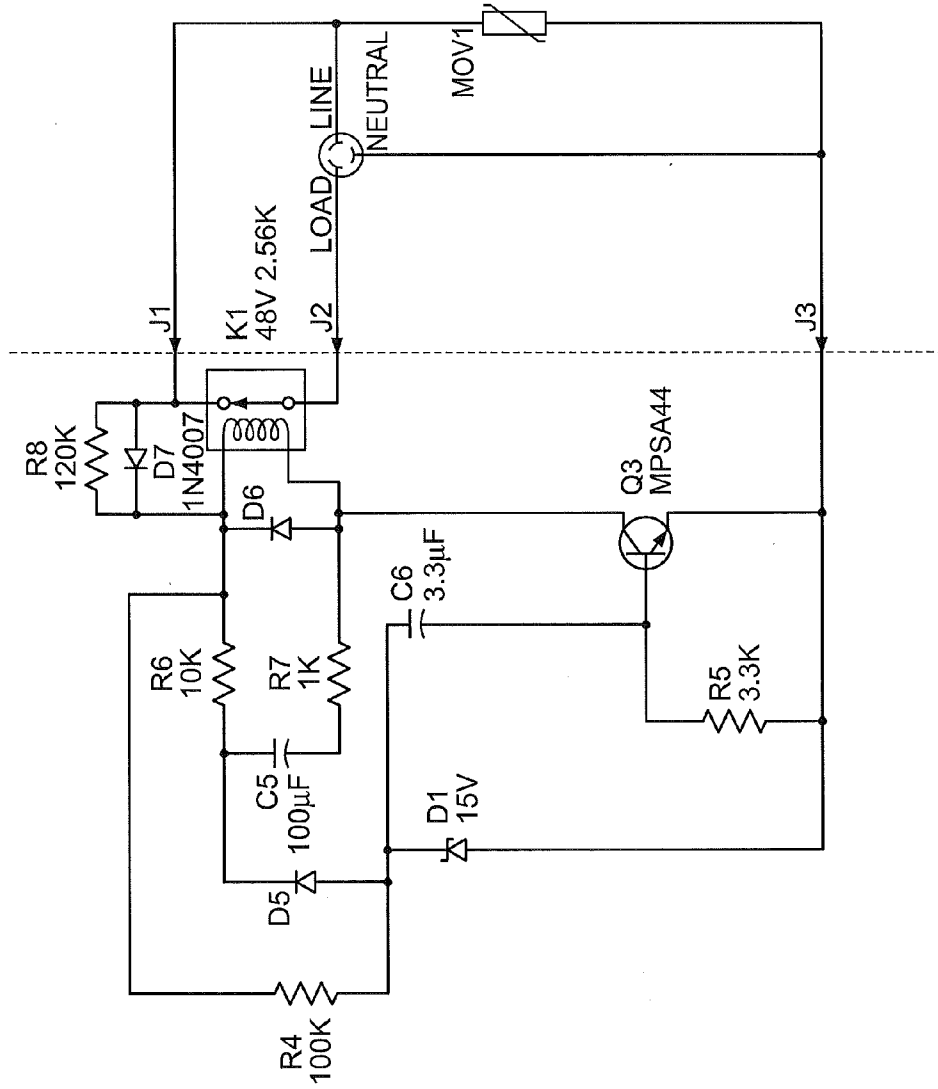 R8
120K
D7
1N4007
J1
K1
48V 2.56K
J2
LOAD
LINE
NEUTRAL
MOV1
D6
R6
10K
R7
1K
C5
100µF
C6
3.3µF
Q3
MPSA44
J3
R5
3.3K
D1
15V
D5
R4
100K